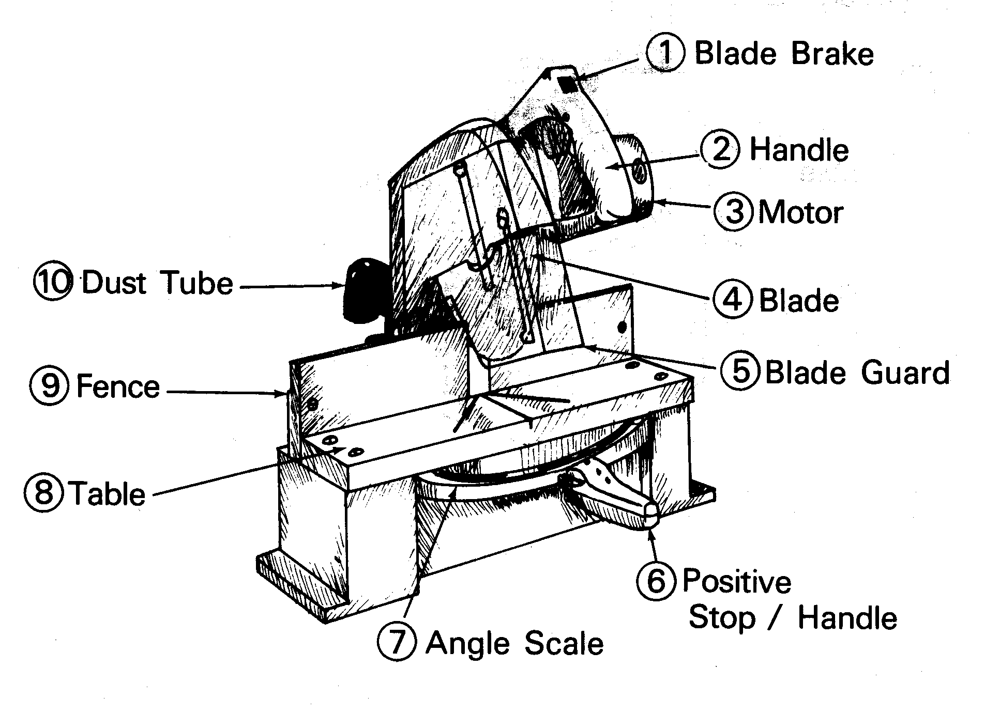 ① Blade Brake
② Handle
③ Motor
④ Blade
⑤ Blade Guard
⑥ Positive
Stop / Handle
⑦ Angle Scale
⑧ Table
⑨ Fence
⑩ Dust Tube